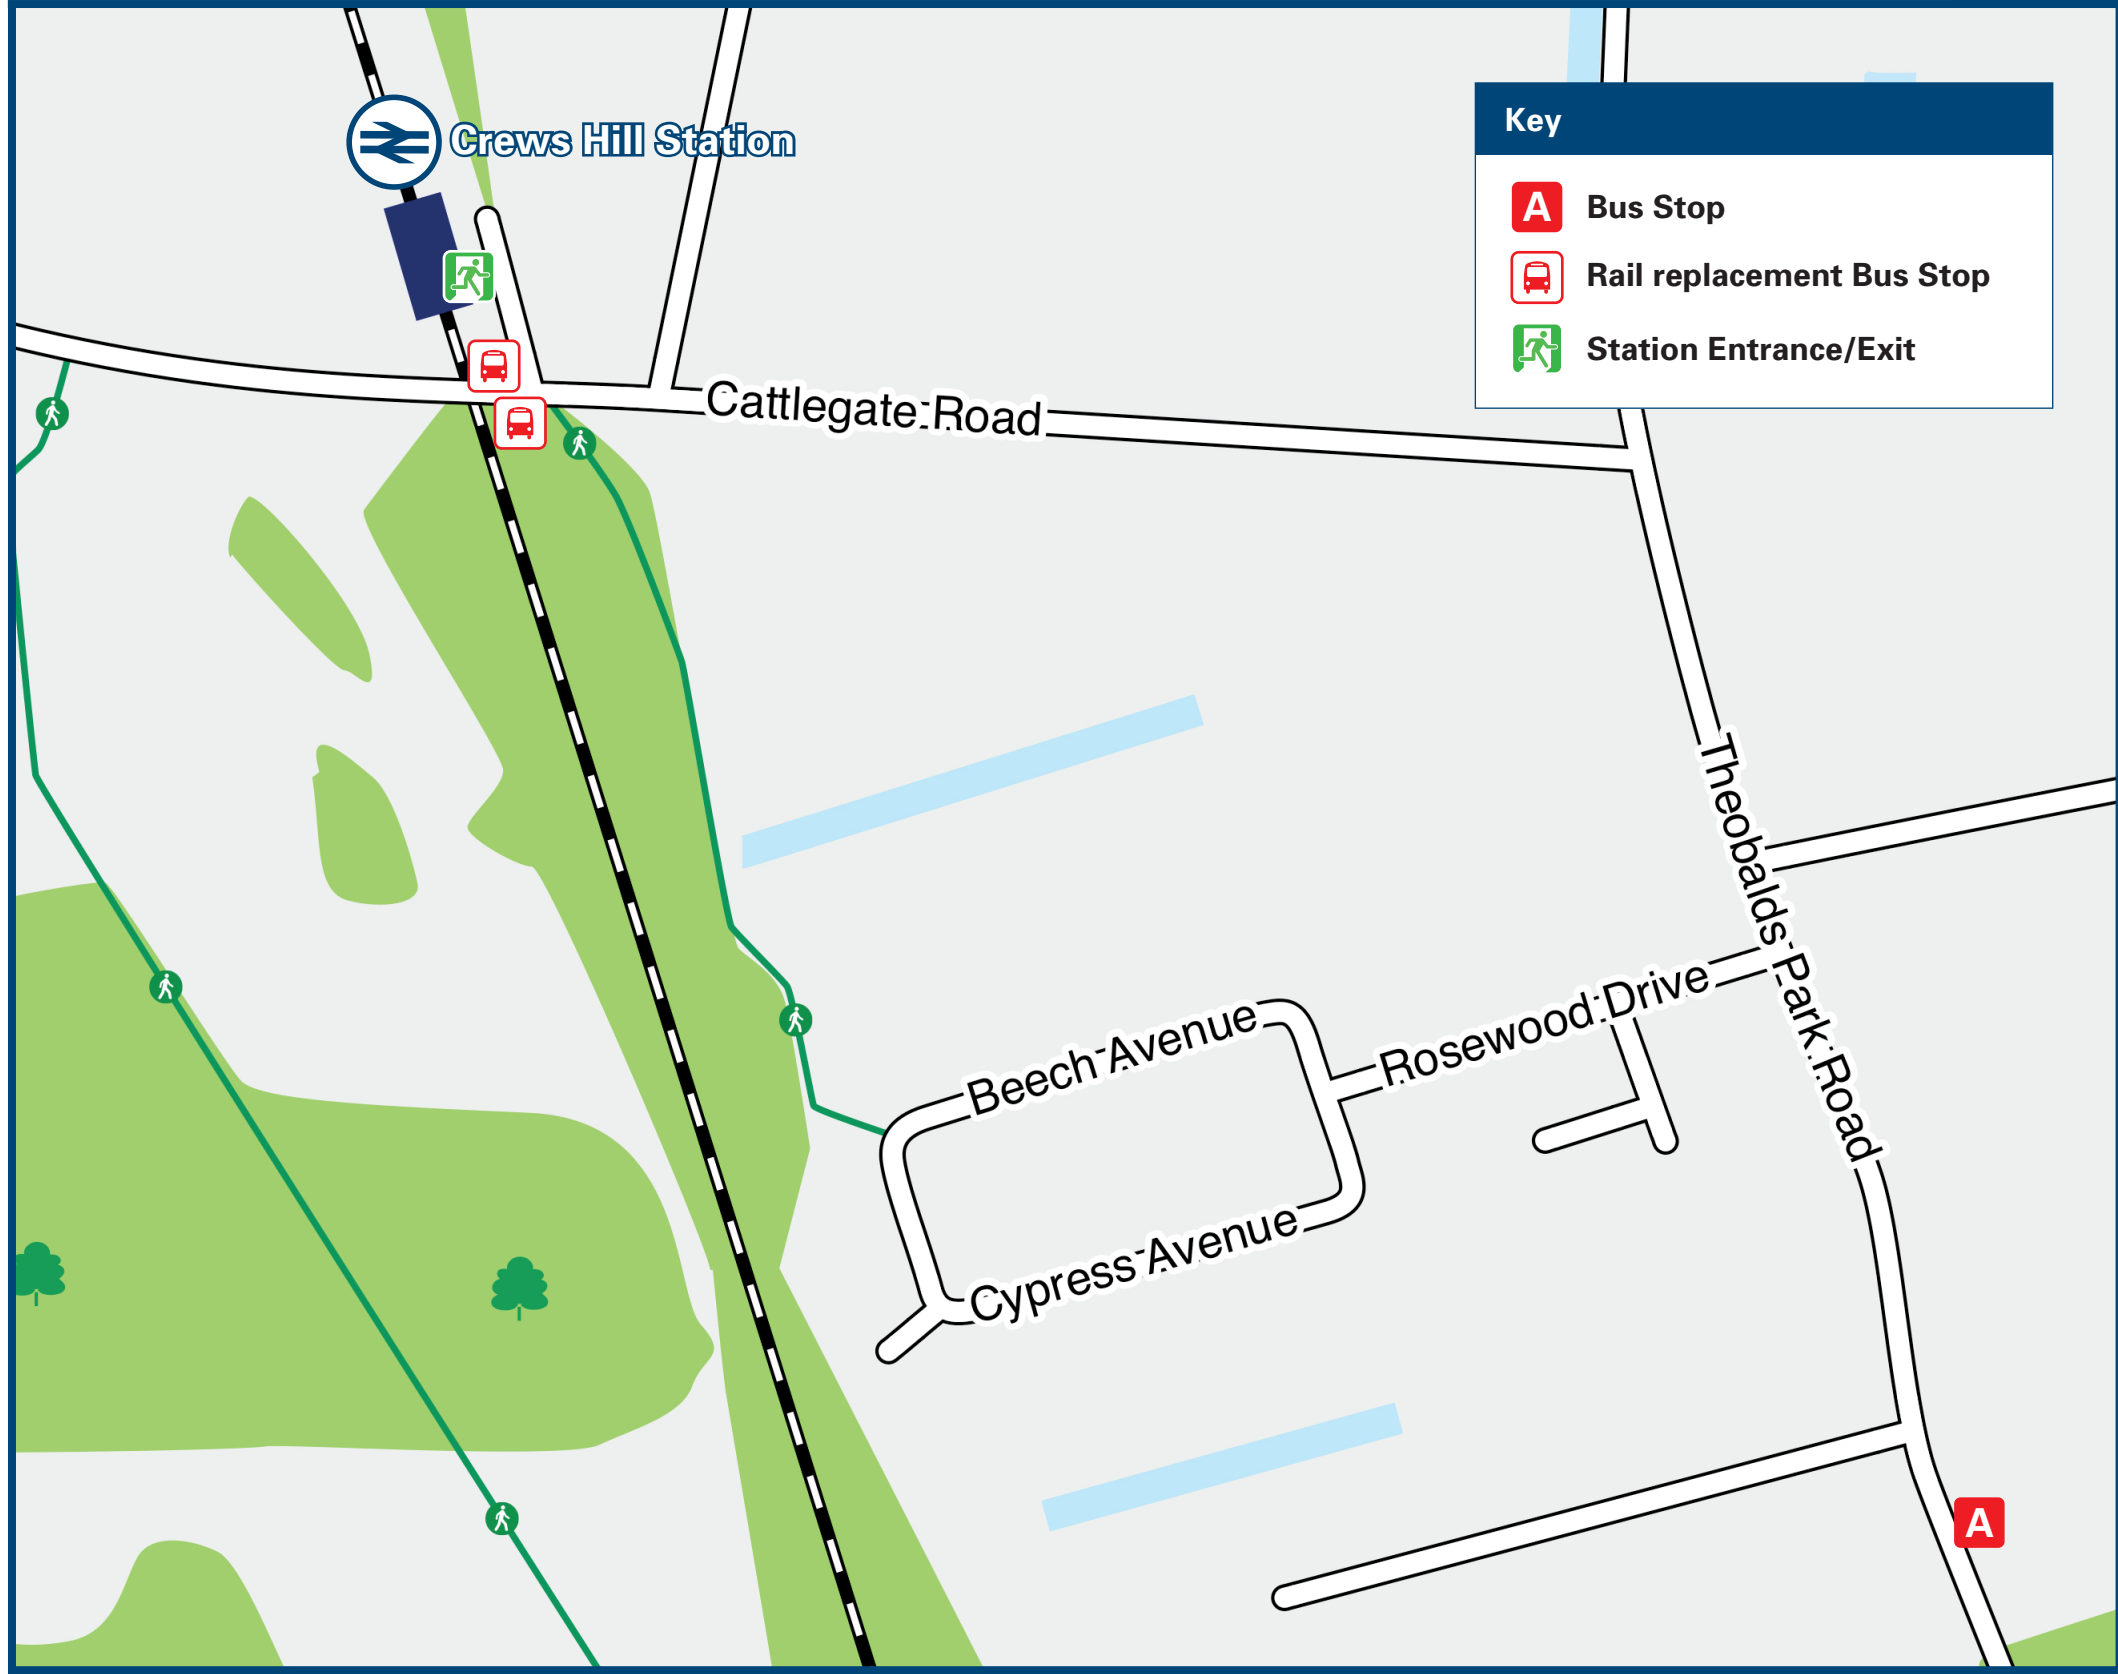 Crews Hill Station
Key
A Bus Stop
Rail replacement Bus Stop
Station Entrance/Exit
Cattlegate Road
Theobalds Park Road
Rosewood Drive
Beech Avenue
Cypress Avenue
A